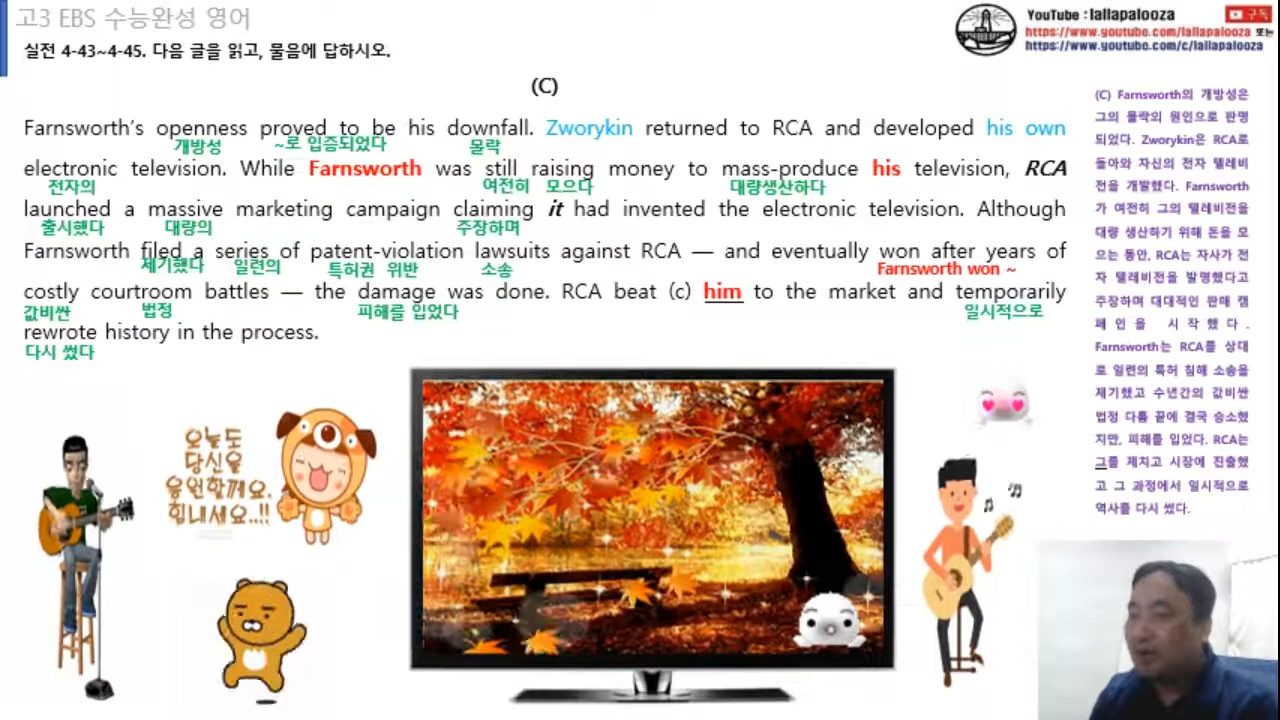 고3 EBS 수능완성 영어
YouTube : lallapalooza
구독
https://www.youtube.com/lallapalooza 또는
https://www.youtube.com/c/lallapalooza
실전 4-43~4-45. 다음 글을 읽고, 물음에 답하시오.
(C)
Farnsworth's openness proved to be his downfall. Zworykin returned to RCA and developed his own
개방성 ~로 입증되었다 몰락
electronic television. While Farnsworth was still raising money to mass-produce his television, RCA
전자의 여전히 모으다 대량생산하다
launched a massive marketing campaign claiming it had invented the electronic television. Although
출시했다 대량의 주장하며
Farnsworth filed a series of patent-violation lawsuits against RCA — and eventually won after years of
제기했다 일련의 특허권 위반 소송 Farnsworth won ~
costly courtroom battles — the damage was done. RCA beat (c) him to the market and temporarily
값비싼 법정 피해를 입었다 일시적으로
rewrote history in the process.
다시 썼다
(C) Farnsworth의 개방성은
그의 몰락의 원인으로 판명
되었다. Zworykin은 RCA로
돌아와 자신의 전자 텔레비
전을 개발했다. Farnsworth
가 여전히 그의 텔레비전을
대량 생산하기 위해 돈을 모
으는 동안, RCA는 자사가 전
자 텔레비전을 발명했다고
주장하며 대대적인 판매 캠
페인을 시작했다.
Farnsworth는 RCA를 상대
로 일련의 특허 침해 소송을
제기했고 수년간의 값비싼
법정 다툼 끝에 결국 승소했
지만, 피해를 입었다. RCA는
그를 제치고 시장에 진출했
고 그 과정에서 일시적으로
역사를 다시 썼다.
오늘도
당신을
응원할께요.
힘내세요..!!